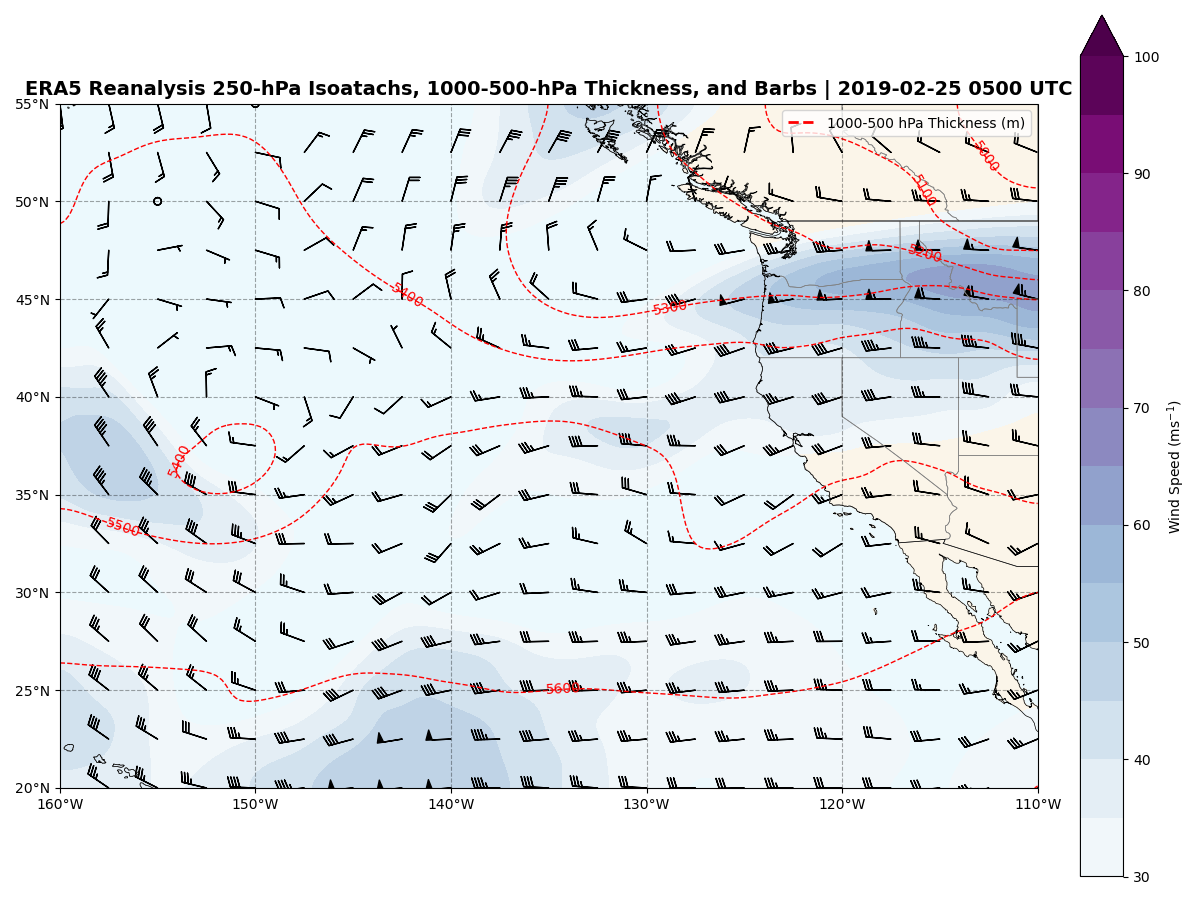 ERA5 Reanalysis 250-hPa Isoatachs, 1000-500-hPa Thickness, and Barbs | 2019-02-25 0500 UTC
1000-500 hPa Thickness (m)
55°N
50°N
45°N
40°N
35°N
30°N
25°N
20°N
160°W
150°W
140°W
130°W
120°W
110°W
5000
5100
5200
5300
5400
5400
5500
5600
100
90
80
70
60
50
40
30
Wind Speed (ms⁻¹)